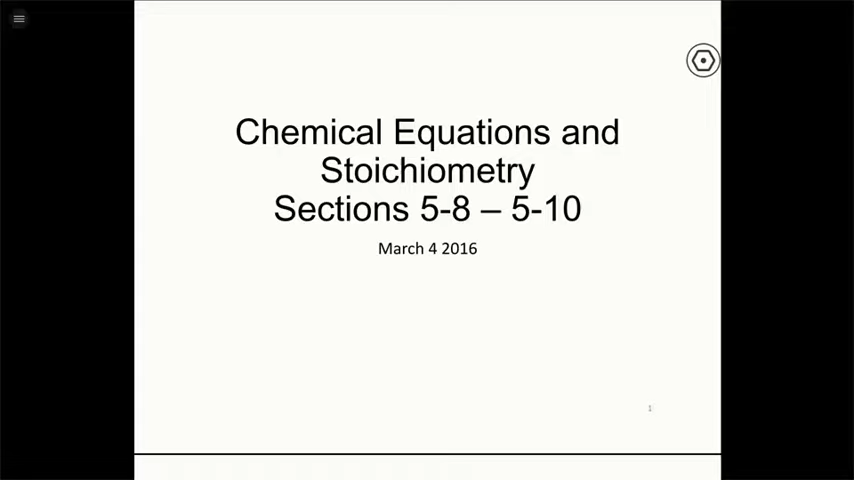 Chemical Equations and
Stoichiometry
Sections 5-8 – 5-10
March 4 2016
1